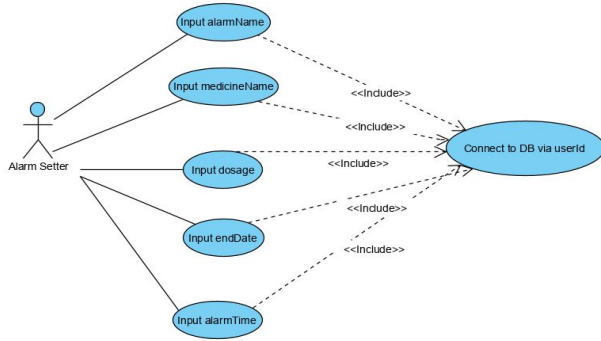 Input alarmName
<<Include>>
Input medicineName
<<Include>>
Connect to DB via userId
Alarm Setter
Input dosage
<<Include>>
<<Include>>
Input endDate
<<Include>>
Input alarmTime